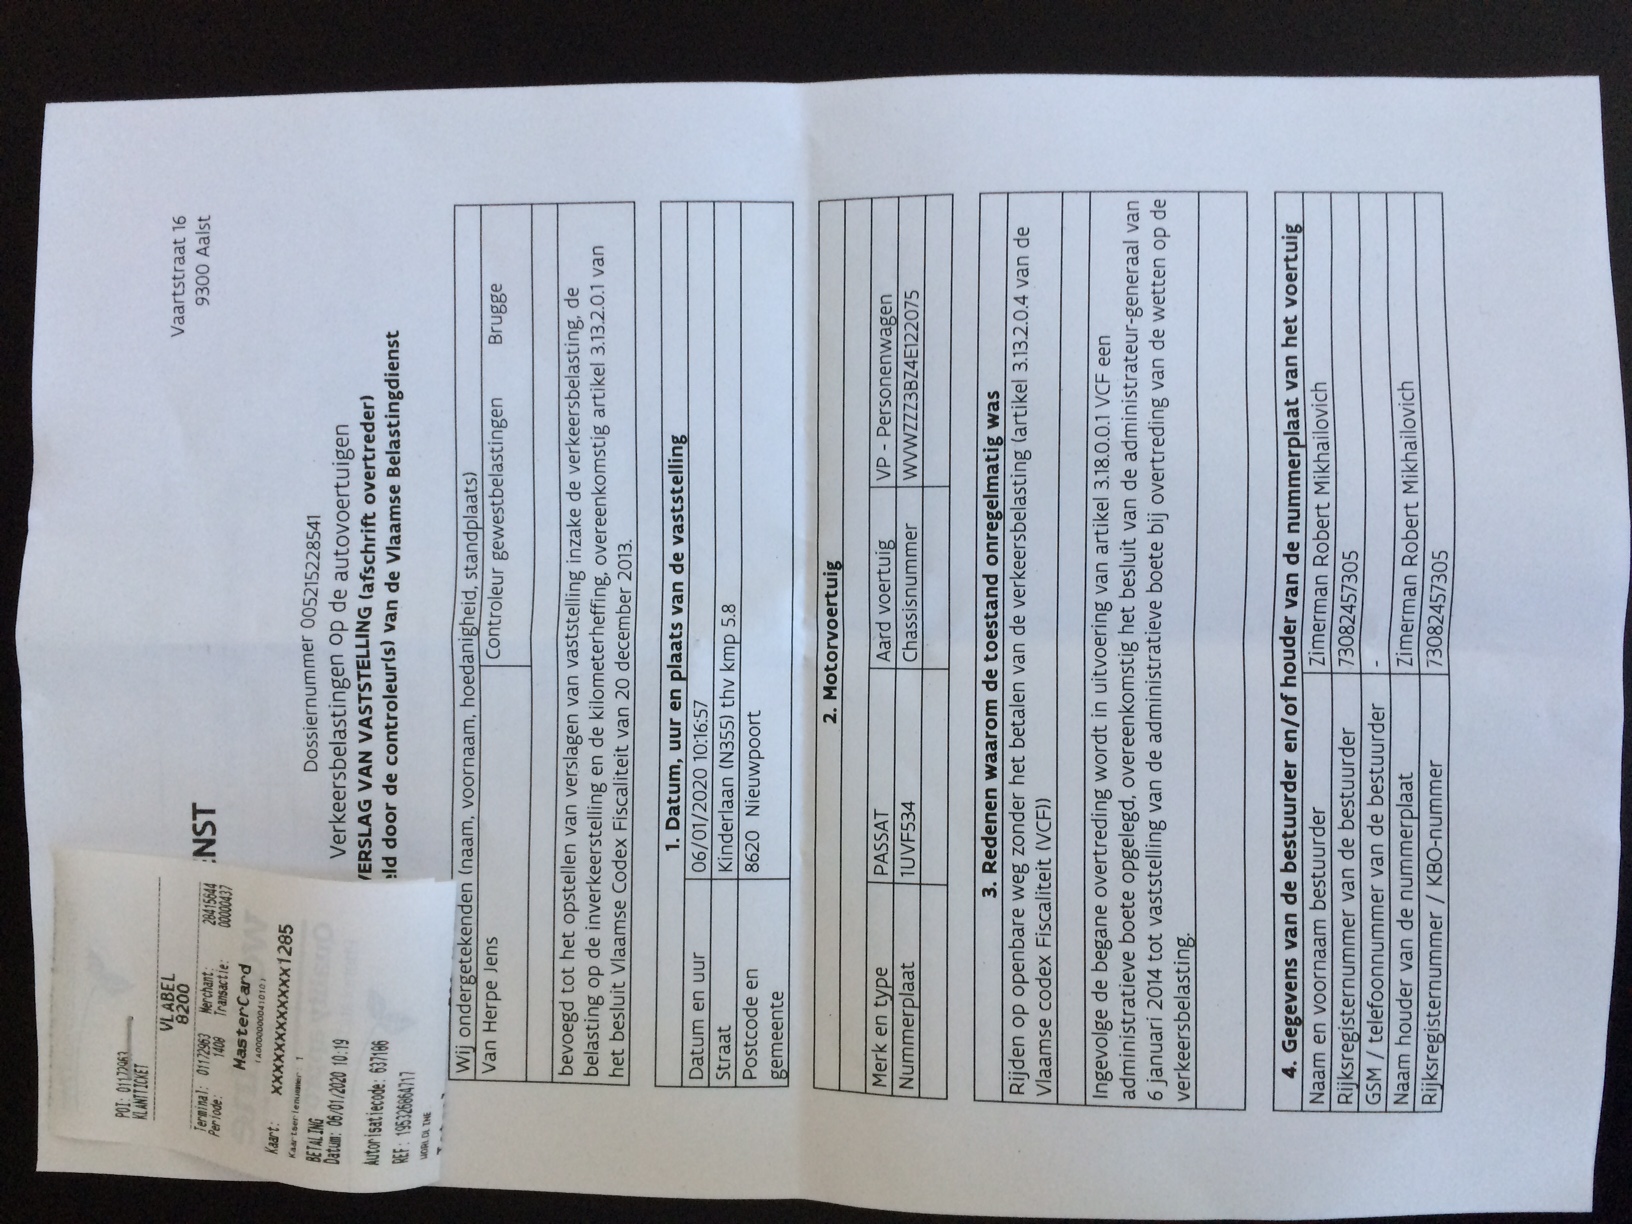 POI: 01172963
KLANTTICKET
VLABEL
8200
Terminal: 01172963 Merchant: 28415644
Periode: 1408 Transactie: 00000437
MasterCard
(A0000000041010)
Kaart: xxxxxxxxxxxx1285
Kaartserienummer: 1
BETALING
Datum: 06/01/2020 10:19
Autorisatiecode: 637186
REF: 195326864717
WORLDLINE
ENST
Vaartstraat 16
9300 Aalst
Dossiernummer 005215228541
Verkeersbelastingen op de autovoertuigen
VERSLAG VAN VASTSTELLING (afschrift overtreder)
eld door de controleur(s) van de Vlaamse Belastingdienst
Wij ondergetekenden (naam, voornaam, hoedanigheid, standplaats)
Van Herpe Jens Controleur gewestbelastingen Brugge
bevoegd tot het opstellen van verslagen van vaststelling inzake de verkeersbelasting, de
belasting op de inverkeerstelling en de kilometerheffing, overeenkomstig artikel 3.13.2.0.1 van
het besluit Vlaamse Codex Fiscaliteit van 20 december 2013.
1. Datum, uur en plaats van de vaststelling
Datum en uur 06/01/2020 10:16:57
Straat Kinderlaan (N355) thv kmp 5.8
Postcode en 8620 Nieuwpoort
gemeente
2. Motorvoertuig
Merk en type PASSAT Aard voertuig VP - Personenwagen
Nummerplaat 1UVF534 Chassisnummer WVWZZZ3BZ4E122075
3. Redenen waarom de toestand onregelmatig was
Rijden op openbare weg zonder het betalen van de verkeersbelasting (artikel 3.13.2.0.4 van de
Vlaamse codex Fiscaliteit (VCF))
Ingevolge de begane overtreding wordt in uitvoering van artikel 3.18.0.0.1 VCF een
administratieve boete opgelegd, overeenkomstig het besluit van de administrateur-generaal van
6 januari 2014 tot vaststelling van de administratieve boete bij overtreding van de wetten op de
verkeersbelasting.
4. Gegevens van de bestuurder en/of houder van de nummerplaat van het voertuig
Naam en voornaam bestuurder Zimerman Robert Mikhailovich
Rijksregisternummer van de bestuurder 73082457305
GSM / telefoonnummer van de bestuurder -
Naam houder van de nummerplaat Zimerman Robert Mikhailovich
Rijksregisternummer / KBO-nummer 73082457305